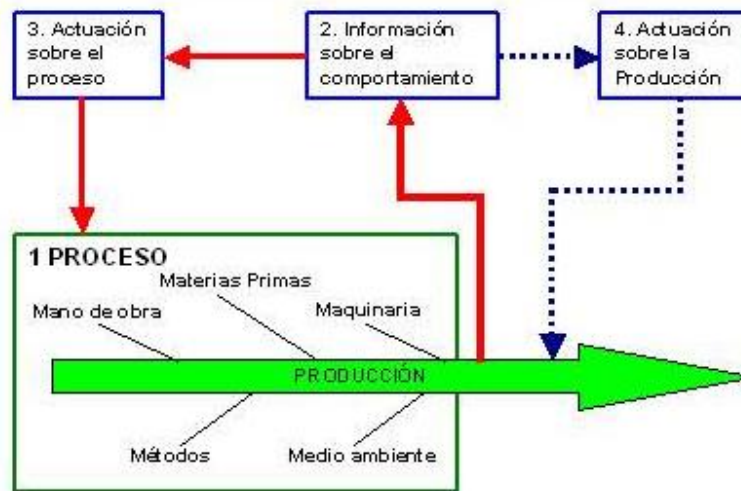 3. Actuación
sobre el
proceso
2. Información
sobre el
comportamiento
4. Actuación
sobre la
Producción
1 PROCESO
Materias Primas
Mano de obra
Maquinaria
PRODUCCIÓN
Métodos
Medio ambiente